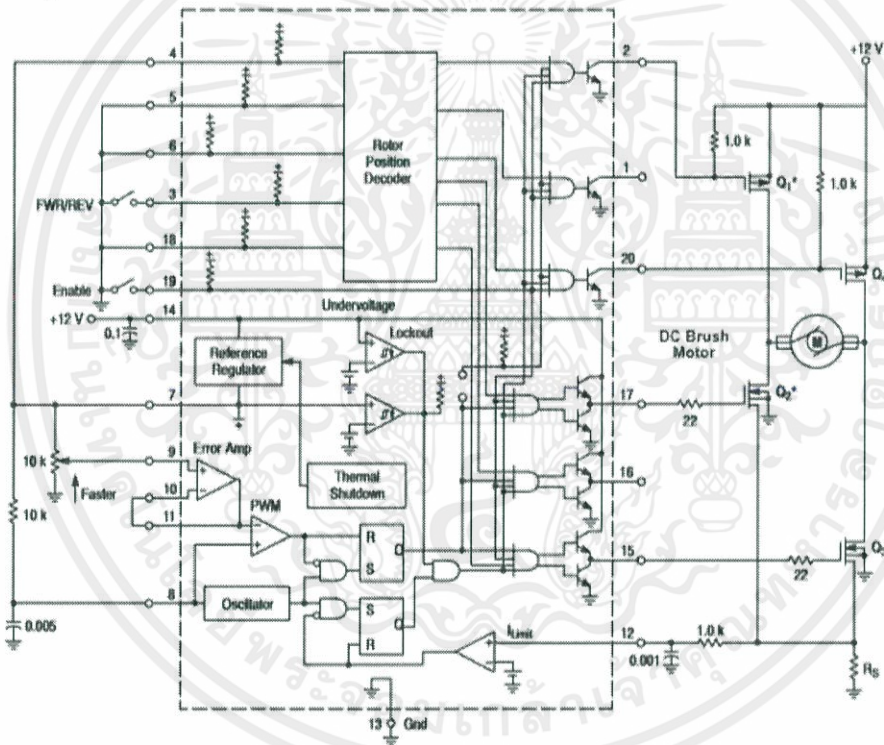 4
2
+12 V
5
6
Rotor
Position
Decoder
1.0 k
1.0 k
Q1*
FWR/REV
3
1
18
20
Enable
19
Undervoltage
+12 V
14
0.1
Lockout
DC Brush
Motor
M
Reference
Regulator
17
Q2*
7
22
Error Amp
9
10 k
Thermal
Shutdown
10
Faster
16
PWM
11
10 k
R
Q
S
15
22
8
Oscillator
S
Q
R
ILimit
12
1.0 k
0.005
0.001
RS
13
Gnd